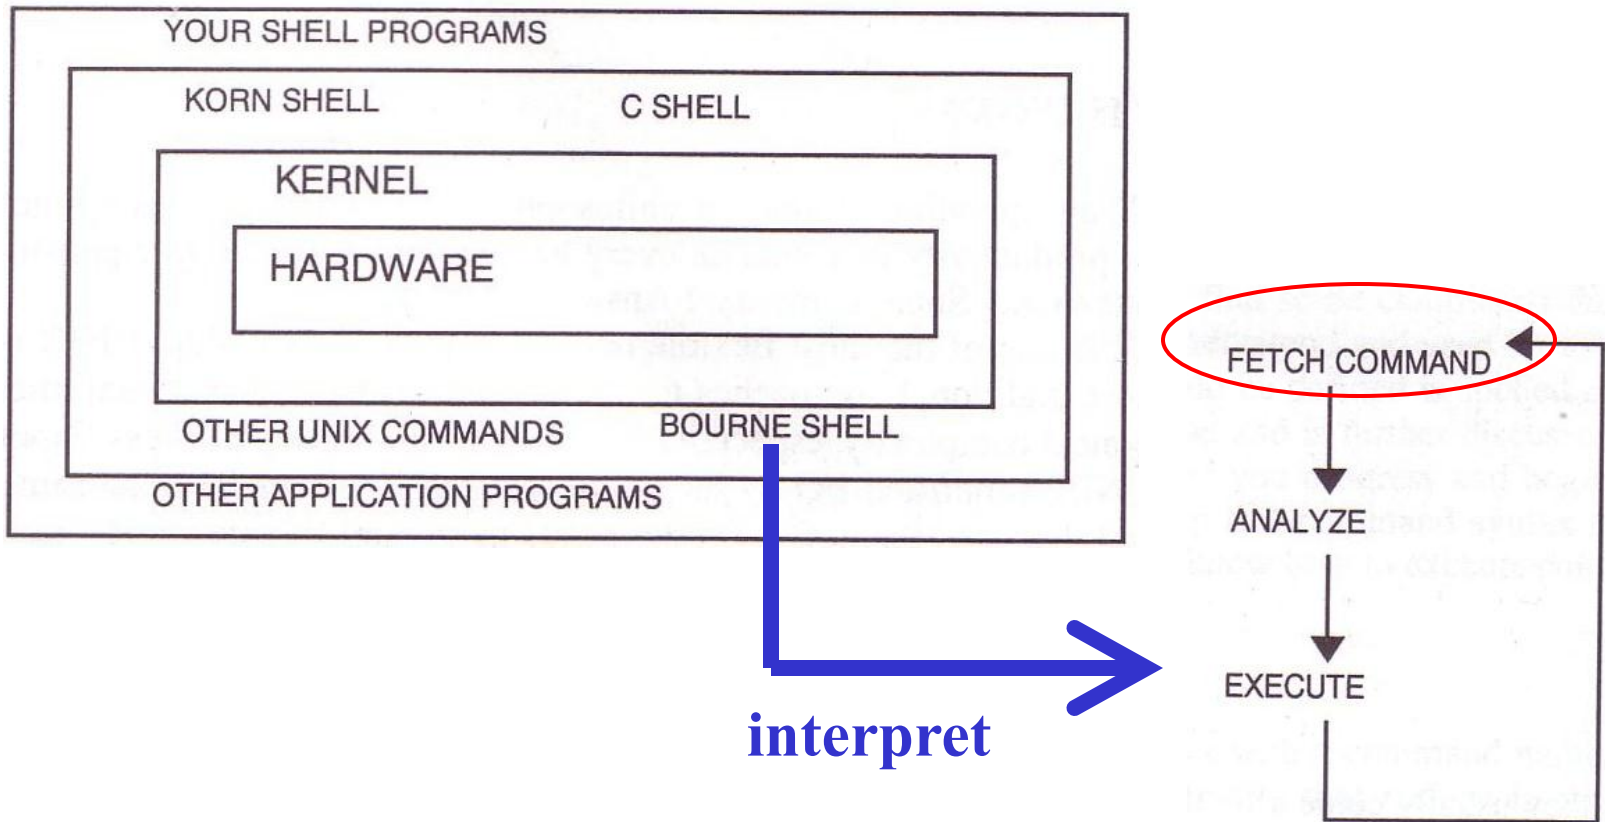 YOUR SHELL PROGRAMS
KORN SHELL
C SHELL
KERNEL
HARDWARE
OTHER UNIX COMMANDS
BOURNE SHELL
OTHER APPLICATION PROGRAMS
interpret
FETCH COMMAND
ANALYZE
EXECUTE